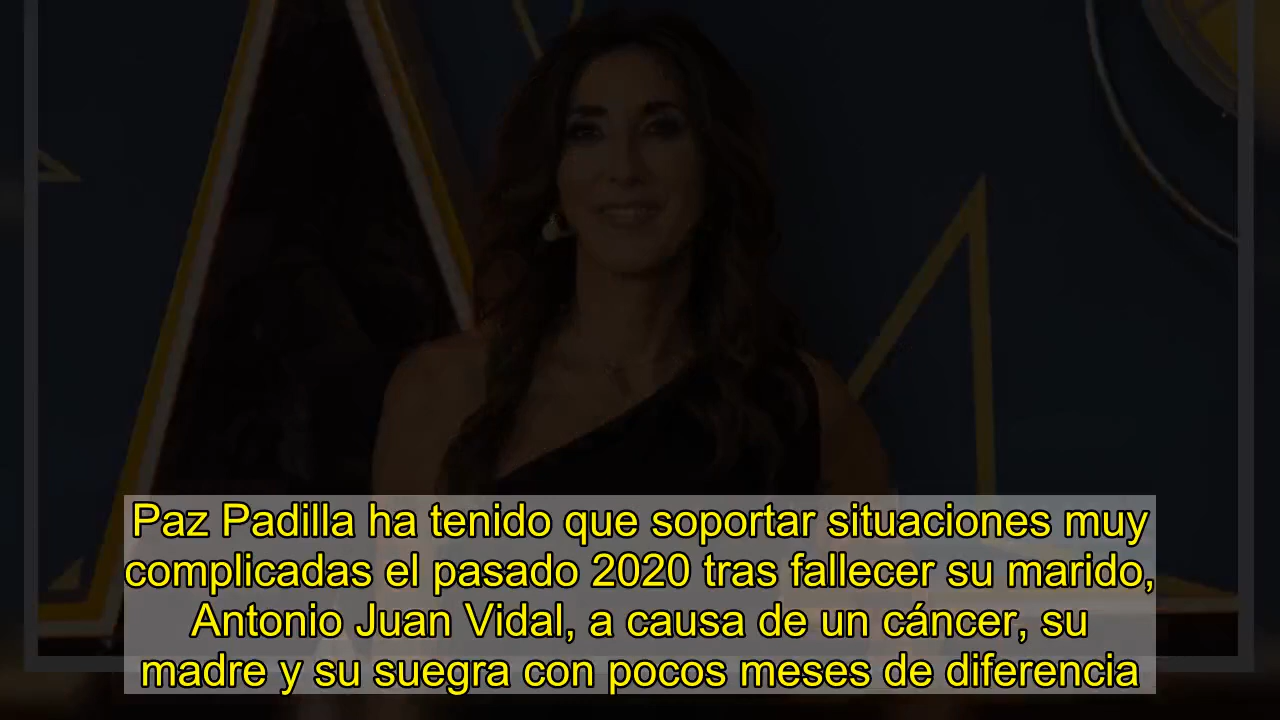 Paz Padilla ha tenido que soportar situaciones muy
complicadas el pasado 2020 tras fallecer su marido,
Antonio Juan Vidal, a causa de un cáncer, su
madre y su suegra con pocos meses de diferencia